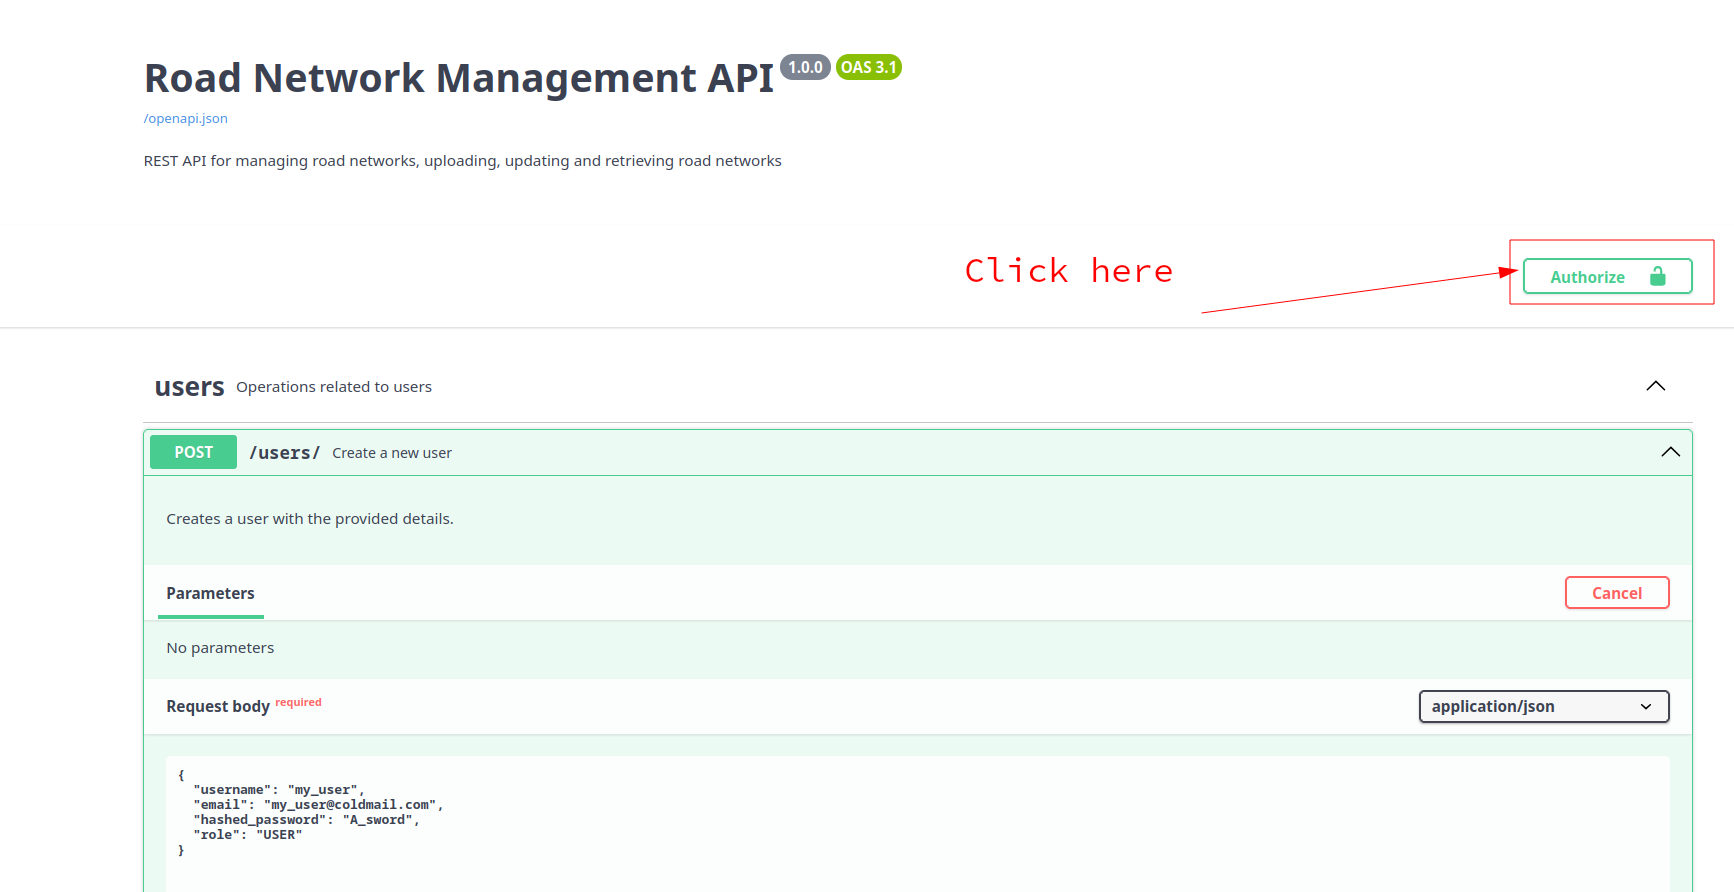 Road Network Management API 1.0.0 OAS 3.1
/openapi.json
REST API for managing road networks, uploading, updating and retrieving road networks
Click here
Authorize
users Operations related to users
POST /users/ Create a new user
Creates a user with the provided details.
Parameters Cancel
No parameters
Request body required application/json
{
"username": "my_user",
"email": "my_user@coldmail.com",
"hashed_password": "A_sword",
"role": "USER"
}